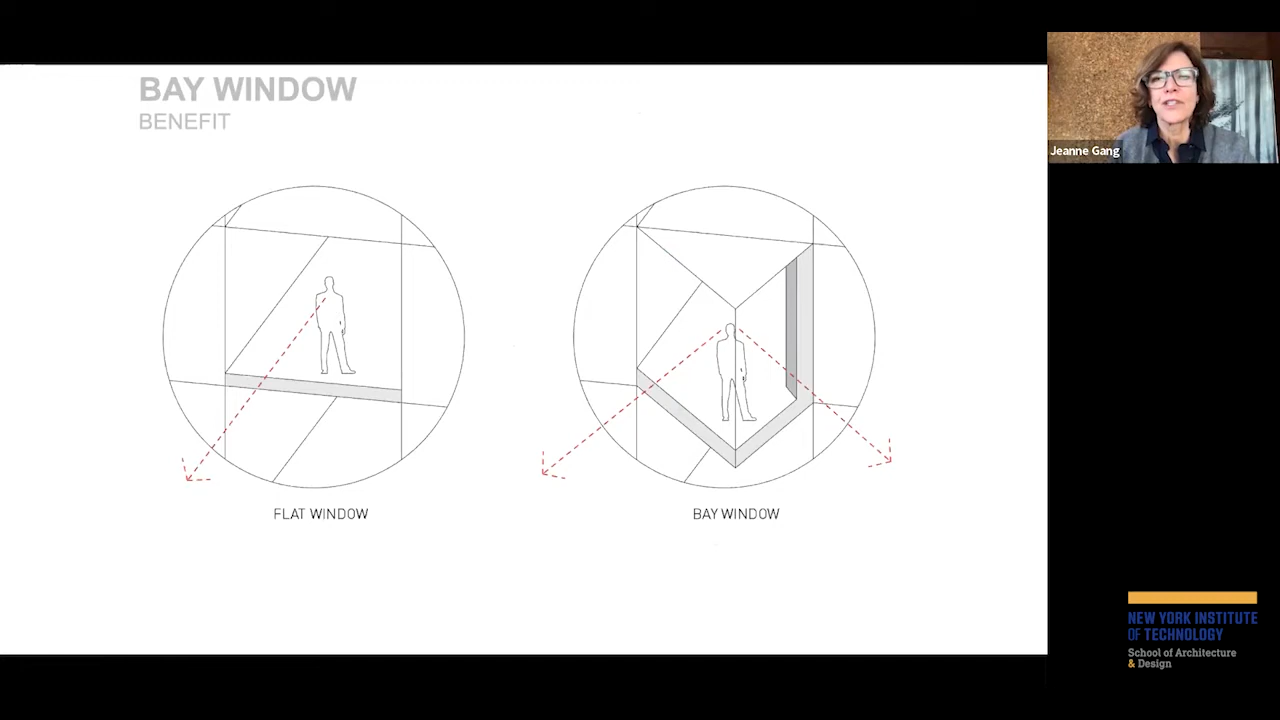 BAY WINDOW
BENEFIT
FLAT WINDOW
BAY WINDOW
Jeanne Gang
NEW YORK INSTITUTE
OF TECHNOLOGY
School of Architecture
& Design